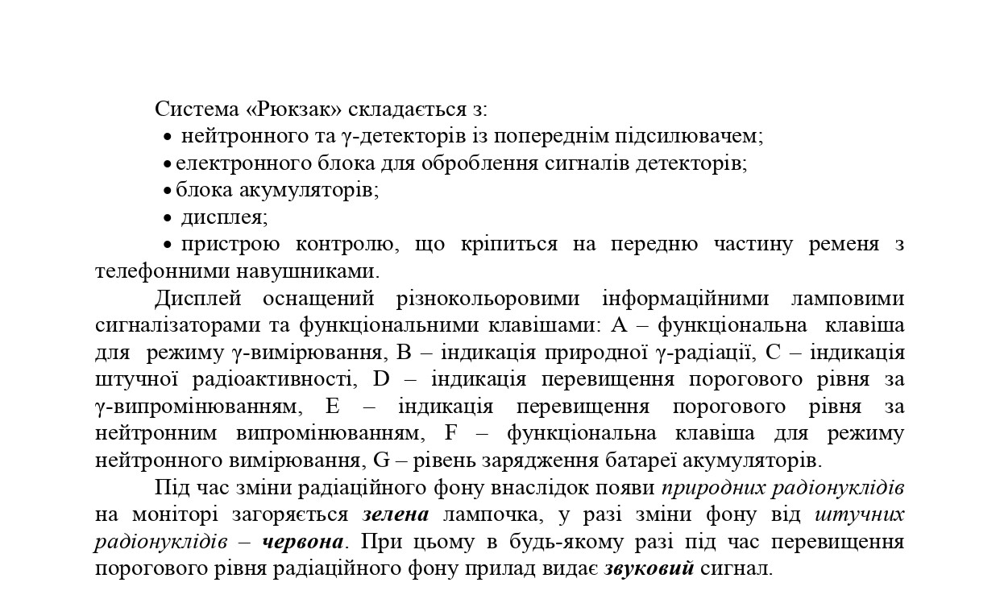 Система «Рюкзак» складається з:
• нейтронного та γ-детекторів із попереднім підсилювачем;
• електронного блока для оброблення сигналів детекторів;
• блока акумуляторів;
• дисплея;
• пристрою контролю, що кріпиться на передню частину ременя з
телефонними навушниками.
Дисплей оснащений різнокольоровими інформаційними ламповими
сигналізаторами та функціональними клавішами: A – функціональна клавіша
для режиму γ-вимірювання, B – індикація природної γ-радіації, C – індикація
штучної радіоактивності, D – індикація перевищення порогового рівня за
γ-випромінюванням, E – індикація перевищення порогового рівня за
нейтронним випромінюванням, F – функціональна клавіша для режиму
нейтронного вимірювання, G – рівень зарядження батареї акумуляторів.
Під час зміни радіаційного фону внаслідок появи природних радіонуклідів
на моніторі загоряється зелена лампочка, у разі зміни фону від штучних
радіонуклідів – червона. При цьому в будь-якому разі під час перевищення
порогового рівня радіаційного фону прилад видає звуковий сигнал.